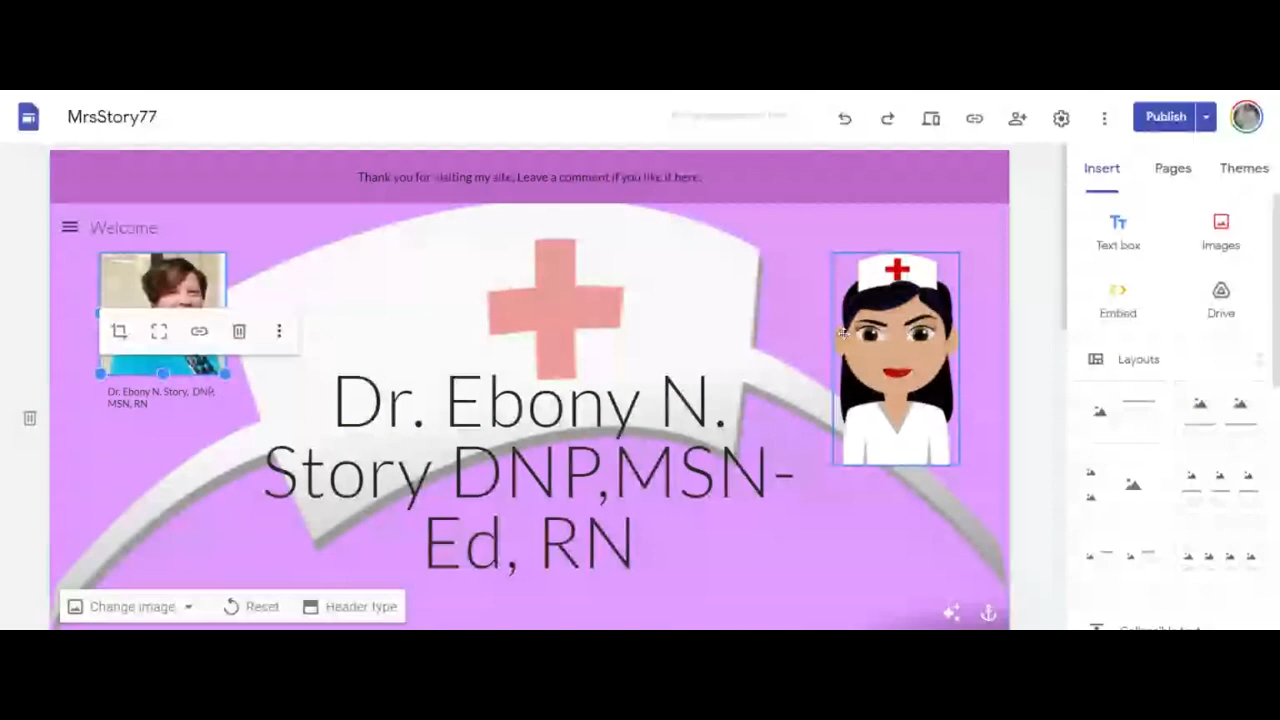 MrsStory77
Publish
Thank you for visiting my site. Leave a comment if you like it here.
Insert
Pages
Themes
Welcome
Text box
Images
Embed
Drive
Layouts
Dr. Ebony N. Story, DNP,
MSN, RN
Dr. Ebony N.
Story DNP,MSN-
Ed, RN
Change image
Reset
Header type